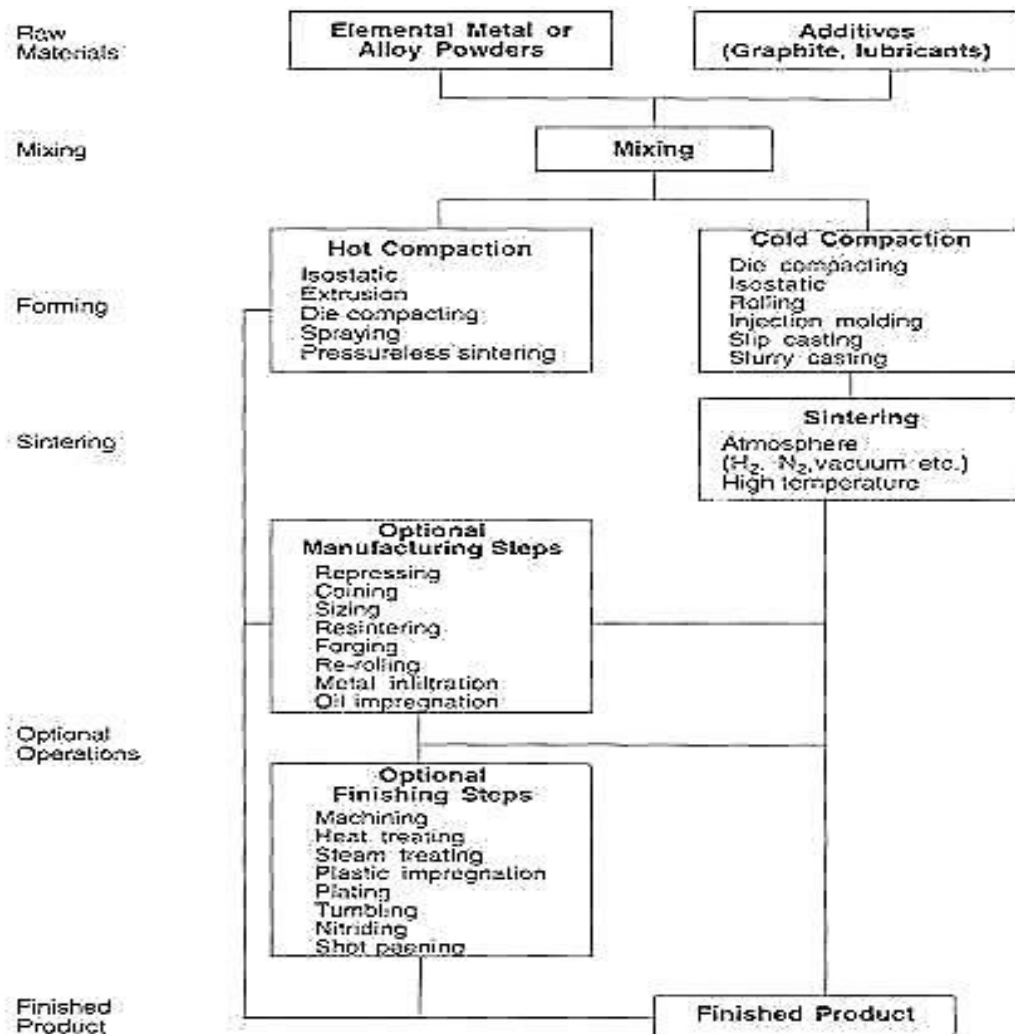 Raw
Materials
Elemental Metal or
Alloy Powders
Additives
(Graphite, lubricants)
Mixing
Mixing
Forming
Hot Compaction
Isostatic
Extrusion
Die compacting
Spraying
Pressureless sintering
Cold Compaction
Die compacting
Isostatic
Rolling
Injection molding
Slip casting
Slurry casting
Sintering
Sintering
Atmosphere
(H₂, N₂,vacuum etc.)
High temperature
Optional
Manufacturing Steps
Repressing
Coining
Sizing
Resintering
Forging
Re-rolling
Metal infiltration
Oil impregnation
Optional
Operations
Optional
Finishing Steps
Machining
Heat treating
Steam treating
Plastic impregnation
Plating
Tumbling
Nitriding
Shot paening
Finished
Product
Finished Product